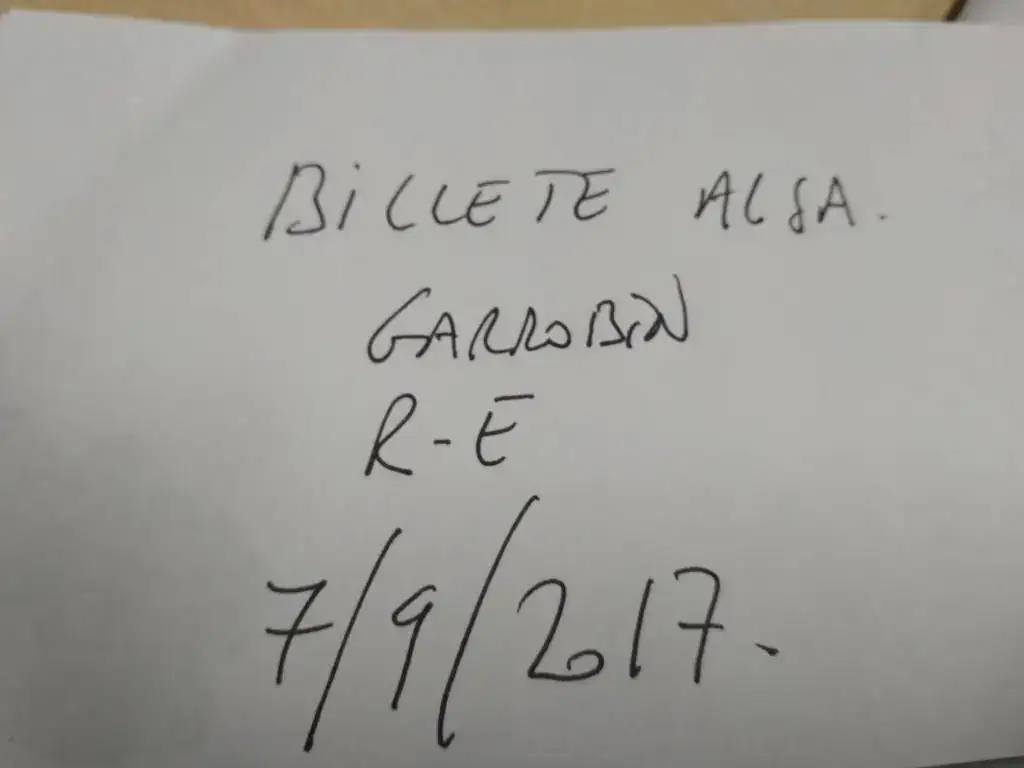 BILLETE ALSA.
GARROBIN
R-E
7/9/2017.